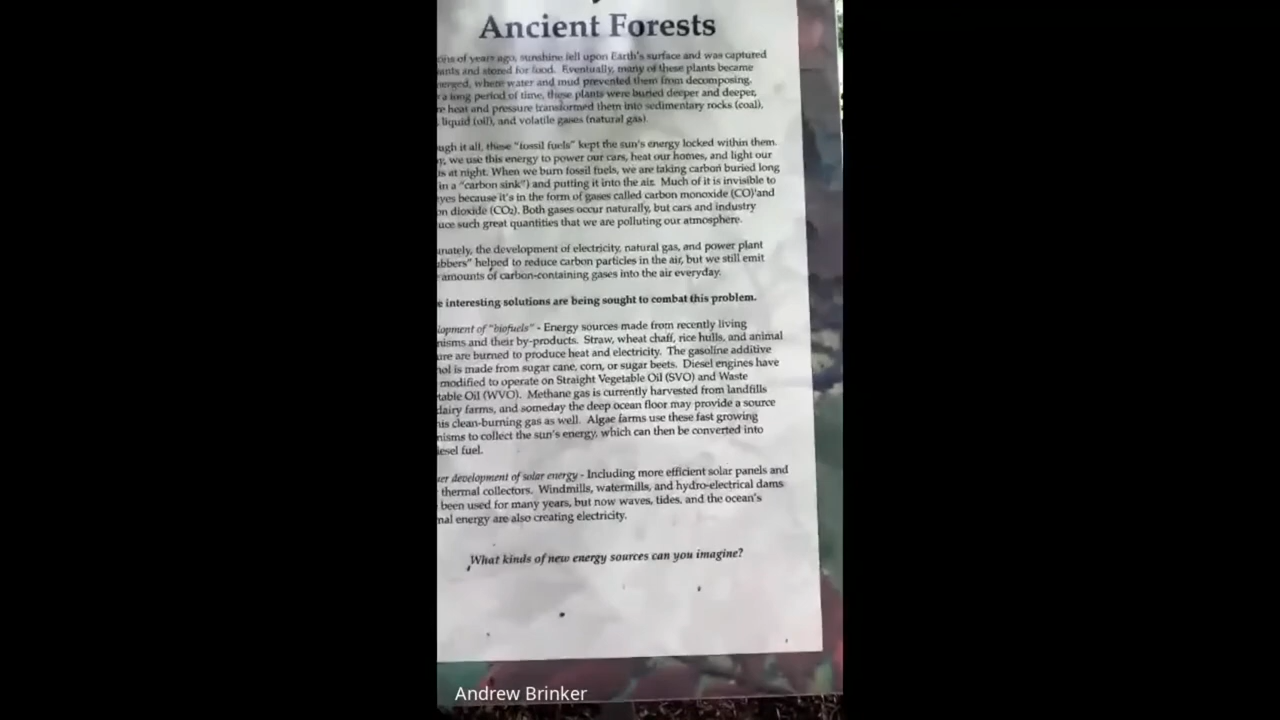 Ancient Forests
of years ago, sunshine fell upon Earth's surface and was captured
and stored for food. Eventually, many of these plants became
where water and mud prevented them from decomposing.
a long period of time, these plants were buried deeper and deeper,
heat and pressure transformed them into sedimentary rocks (coal),
liquid (oil), and volatile gases (natural gas).
ugh it all, these "fossil fuels" kept the sun's energy locked within them.
we use this energy to power our cars, heat our homes, and light our
at night. When we burn fossil fuels, we are taking carbon buried long
in a "carbon sink") and putting it into the air. Much of it is invisible to
yes because it's in the form of gases called carbon monoxide (CO) and
on dioxide (CO₂). Both gases occur naturally, but cars and industry
uce such great quantities that we are polluting our atmosphere.
unately, the development of electricity, natural gas, and power plant
bbers" helped to reduce carbon particles in the air, but we still emit
amounts of carbon-containing gases into the air everyday.
e interesting solutions are being sought to combat this problem.
lopment of "biofuels" - Energy sources made from recently living
nisms and their by-products. Straw, wheat chaff, rice hulls, and animal
ure are burned to produce heat and electricity. The gasoline additive
nol is made from sugar cane, corn, or sugar beets. Diesel engines have
modified to operate on Straight Vegetable Oil (SVO) and Waste
table Oil (WVO). Methane gas is currently harvested from landfills
dairy farms, and someday the deep ocean floor may provide a source
his clean-burning gas as well. Algae farms use these fast growing
nisms to collect the sun's energy, which can then be converted into
iesel fuel.
er development of solar energy - Including more efficient solar panels and
thermal collectors. Windmills, watermills, and hydro-electrical dams
been used for many years, but now waves, tides, and the ocean's
nal energy are also creating electricity.
What kinds of new energy sources can you imagine?
Andrew Brinker